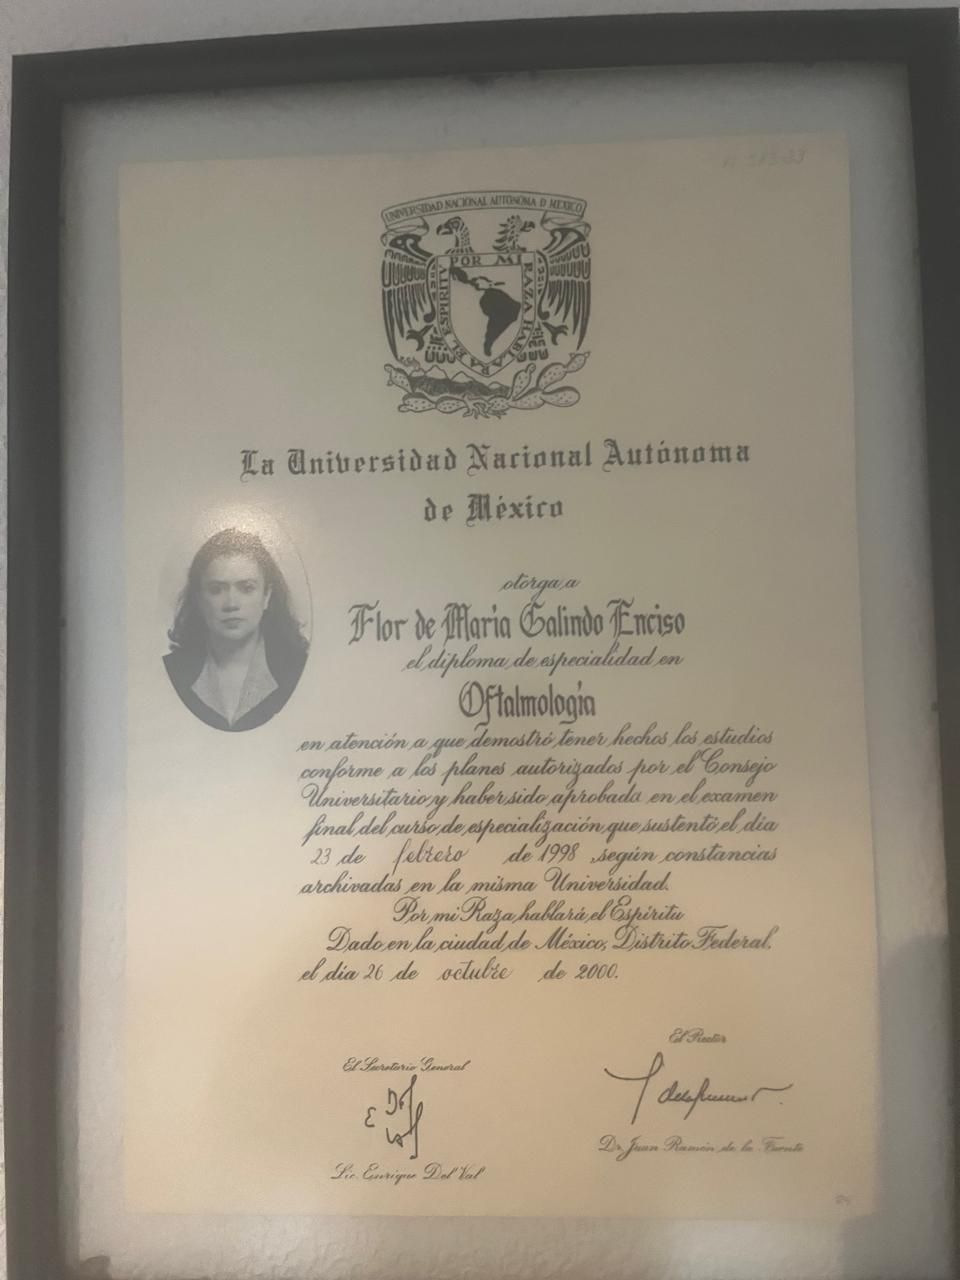 UNIVERSIDAD NACIONAL AUTÓNOMA D MEXICO
POR MI RAZA HABLARA EL ESPIRITV
La Universidad Nacional Autónoma
de México
otorga a
Flor de María Galindo Enciso
el diploma de especialidad en
Oftalmología
en atención a que demostró tener hechos los estudios
conforme a los planes autorizados por el Consejo
Universitario y haber sido aprobada en el examen
final del curso de especialización que sustentó el día
23 de febrero de 1998, según constancias
archivadas en la misma Universidad.
Por mi Raza hablará el Espíritu
Dado en la ciudad de México, Distrito Federal,
el día 26 de octubre de 2000.
El Rector
El Secretario General
Dr. Juan Ramón de la Fuente
Lic. Enrique Del Val